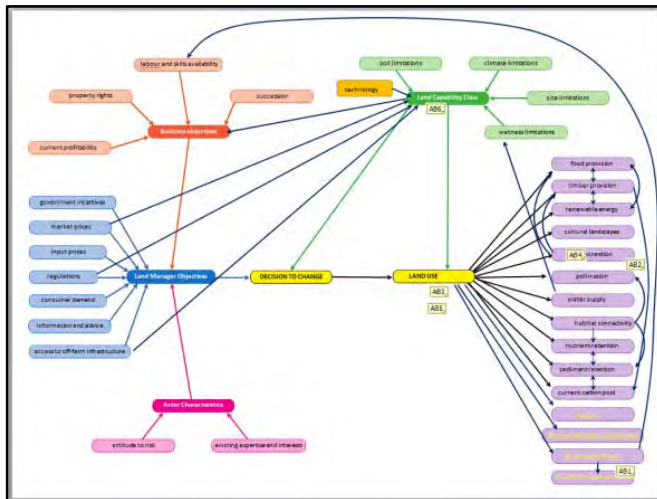 labour and skills availability
property rights
succession
Business objectives
current profitability
technology
soil limitations
climate limitations
Land Capability Class
AB6
site limitations
wetness limitations
government incentives
market prices
input prices
regulations
consumer demand
information and advice
access to off-farm infrastructure
Land Manager Objectives
DECISION TO CHANGE
LAND USE
AB3
AB5
food provision
timber provision
renewable energy
cultural landscapes
AB4
AB2
pollination
water supply
habitat connectivity
nutrient retention
sediment retention
current carbon pool
AB1
Actor Characteristics
attitude to risk
existing expertise and interests